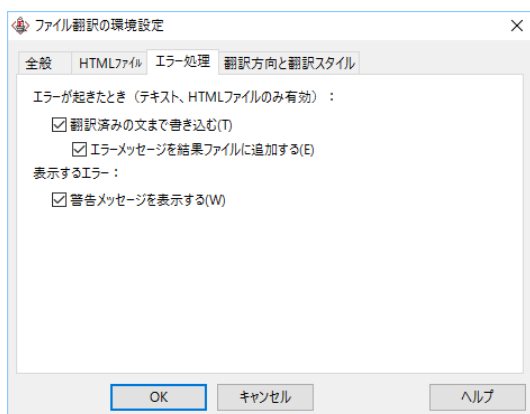 ファイル翻訳の環境設定
全般 HTMLファイル エラー処理 翻訳方向と翻訳スタイル
エラーが起きたとき（テキスト、HTMLファイルのみ有効）：
翻訳済みの文まで書き込む(T)
エラーメッセージを結果ファイルに追加する(E)
表示するエラー：
警告メッセージを表示する(W)
OK キャンセル ヘルプ